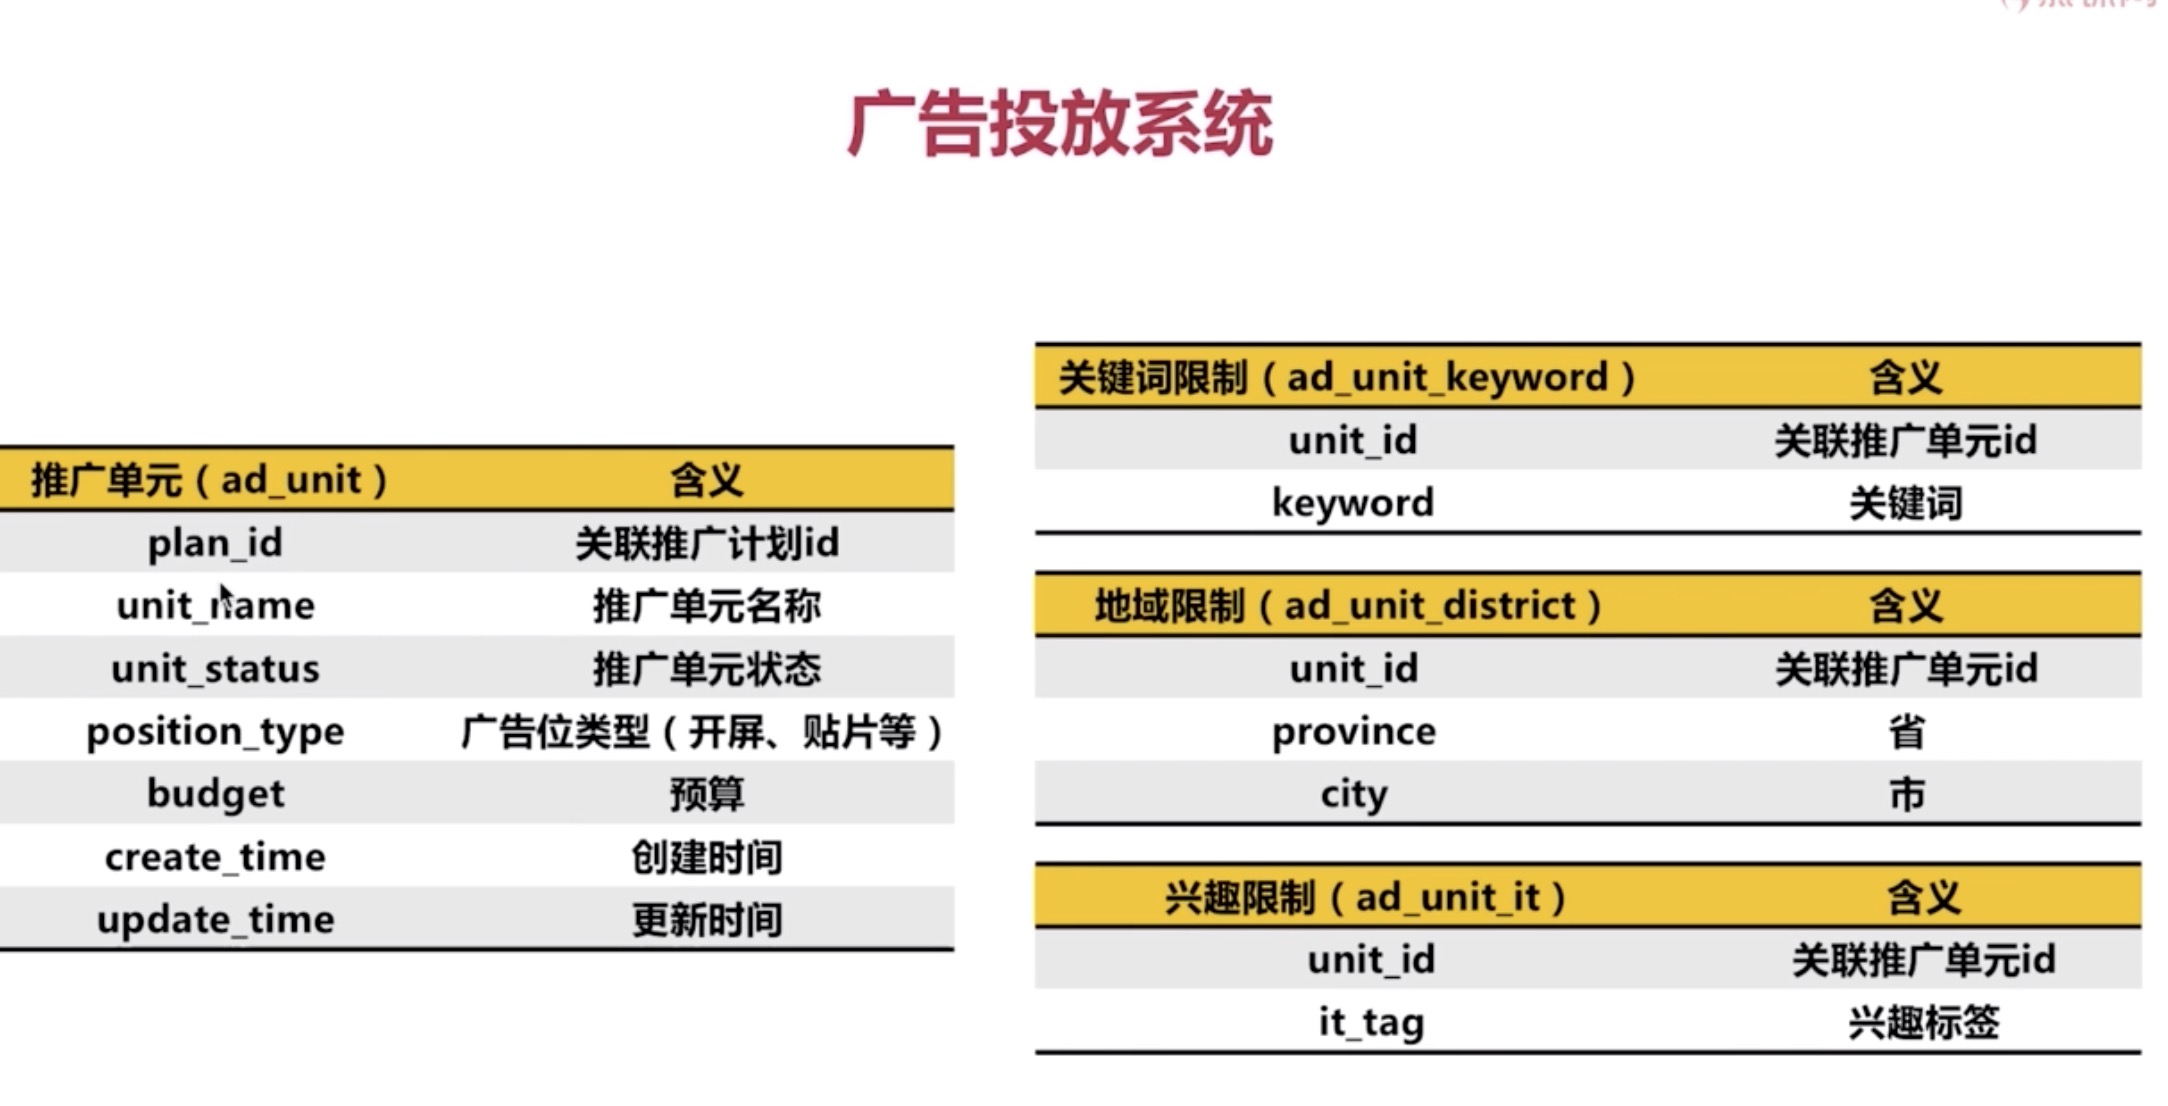 广告投放系统
推广单元（ad_unit） 含义
plan_id 关联推广计划id
unit_name 推广单元名称
unit_status 推广单元状态
position_type 广告位类型（开屏、贴片等）
budget 预算
create_time 创建时间
update_time 更新时间
关键词限制（ad_unit_keyword） 含义
unit_id 关联推广单元id
keyword 关键词
地域限制（ad_unit_district） 含义
unit_id 关联推广单元id
province 省
city 市
兴趣限制（ad_unit_it） 含义
unit_id 关联推广单元id
it_tag 兴趣标签